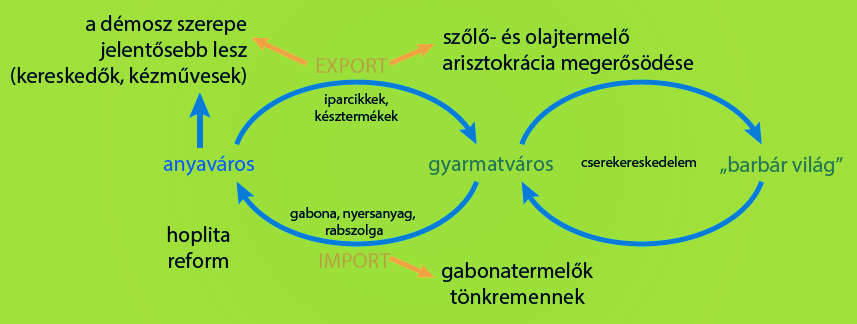 a démosz szerepe
jelentősebb lesz
(kereskedők, kézművesek)
EXPORT
szőlő- és olajtermelő
arisztokrácia megerősödése
iparcikkek,
késztermékek
anyaváros
gyarmatváros
cserekereskedelem
„barbár világ”
gabona, nyersanyag,
rabszolga
hoplita
reform
IMPORT
gabonatermelők
tönkremennek